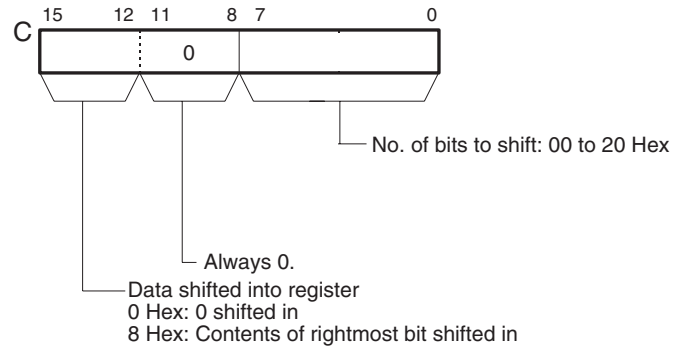 15 12 11 8 7 0
C
0
No. of bits to shift: 00 to 20 Hex
Always 0.
Data shifted into register
0 Hex: 0 shifted in
8 Hex: Contents of rightmost bit shifted in